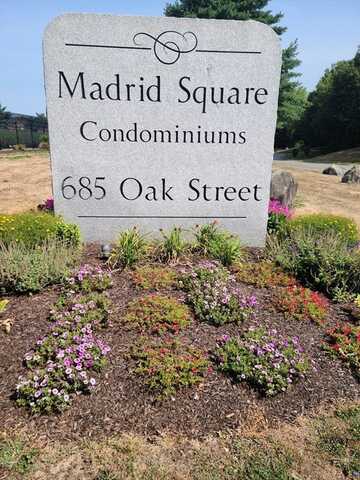 Madrid Square
Condominiums
685 Oak Street